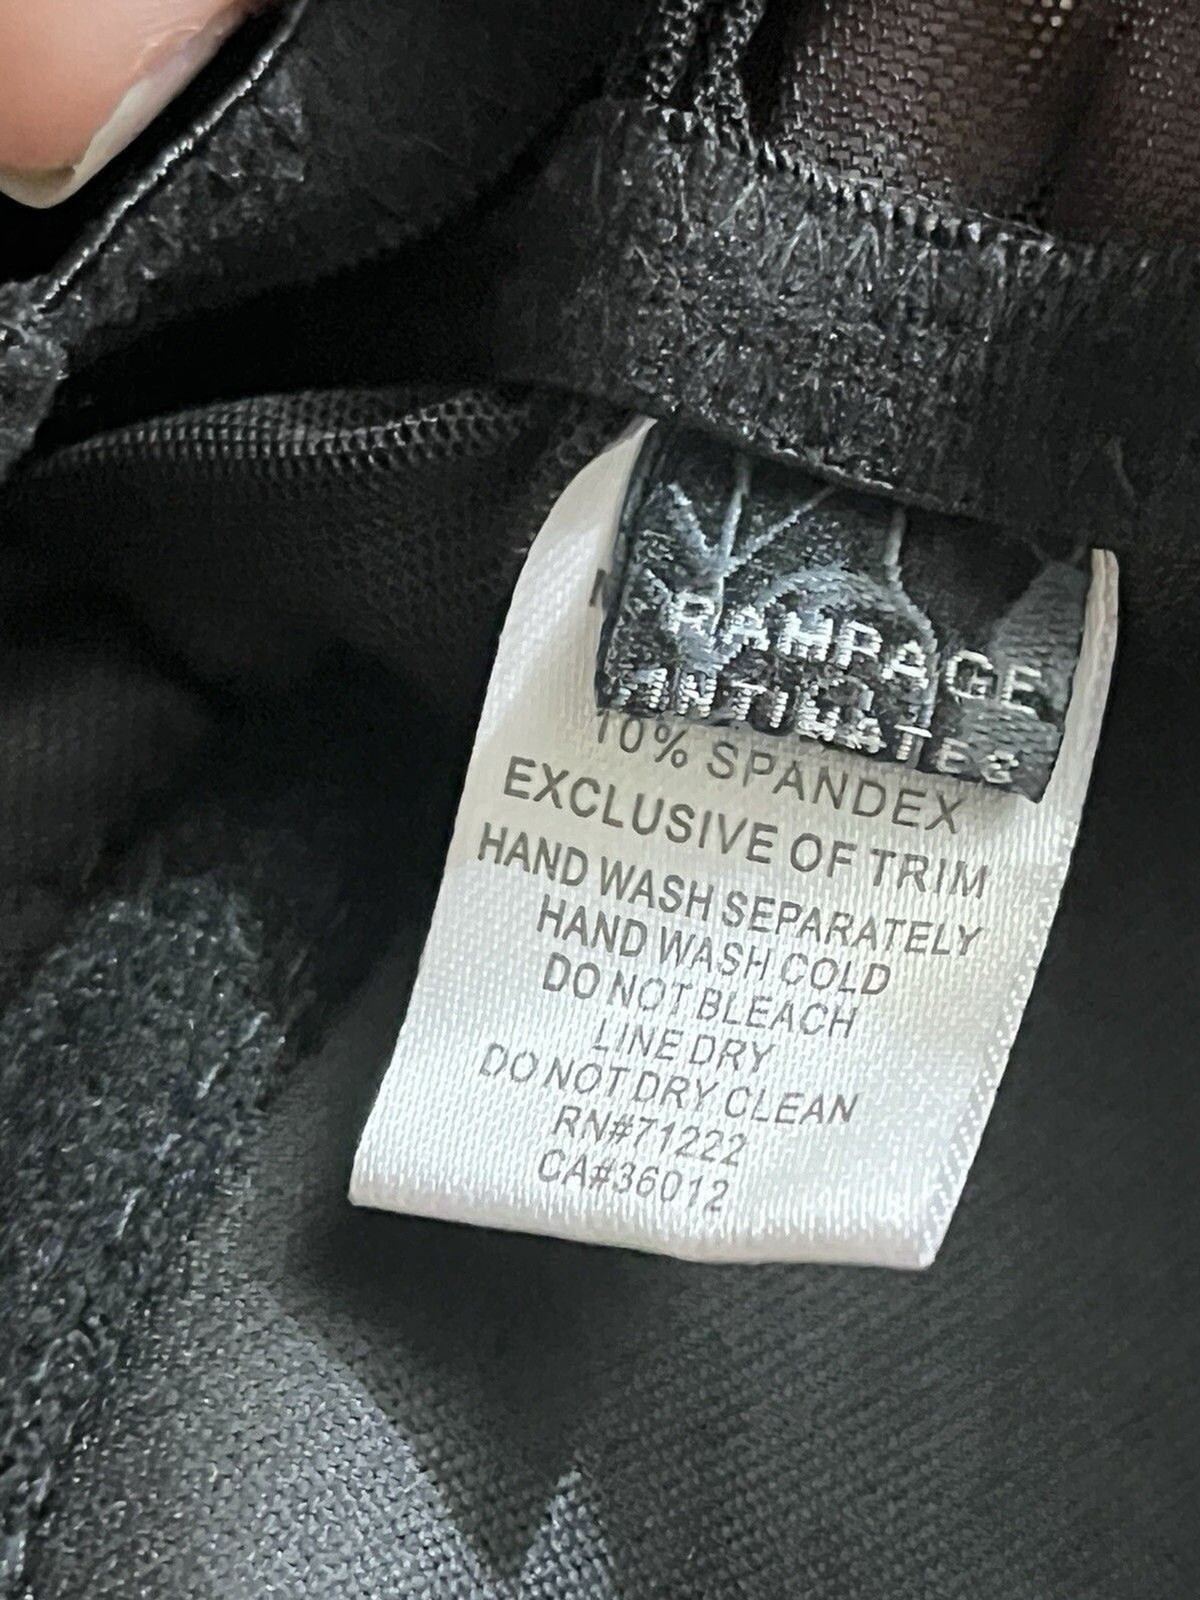 RAMPAGE
INTIMATES
10% SPANDEX
EXCLUSIVE OF TRIM
HAND WASH SEPARATELY
HAND WASH COLD
DO NOT BLEACH
LINE DRY
DO NOT DRY CLEAN
RN#71222
CA#36012